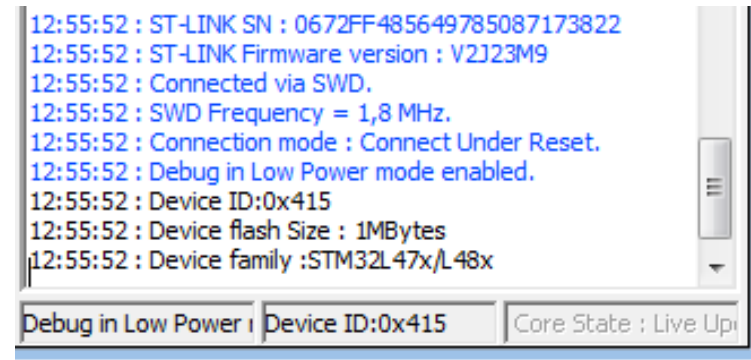 12:55:52 : ST-LINK SN : 0672FF485649785087173822
12:55:52 : ST-LINK Firmware version : V2J23M9
12:55:52 : Connected via SWD.
12:55:52 : SWD Frequency = 1,8 MHz.
12:55:52 : Connection mode : Connect Under Reset.
12:55:52 : Debug in Low Power mode enabled.
12:55:52 : Device ID:0x415
12:55:52 : Device flash Size : 1MBytes
12:55:52 : Device family :STM32L47x/L48x
Debug in Low Power Device ID:0x415 Core State : Live